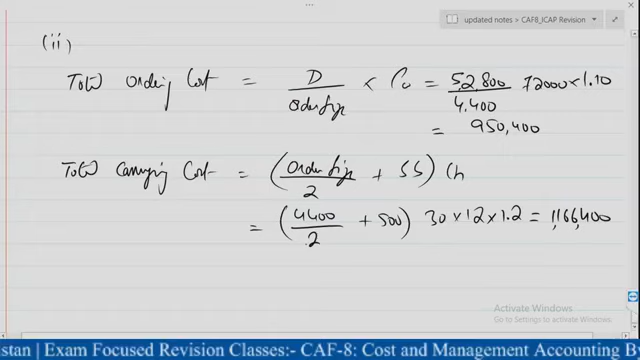 updated notes > CAF8_ICAP Revision
(ii)
Total Ordering Cost = D / Order Size × Co = 52,800 / 4,400 72000×1.10
= 950,400
Total Carrying Cost = (Order Size / 2 + SS) Ch
= (4400 / 2 + 500) 30×12×1.2 = 1,166,400
Activate Windows
Go to Settings to activate Windows.
istan | Exam Focused Revision Classes:- CAF-8: Cost and Management Accounting B